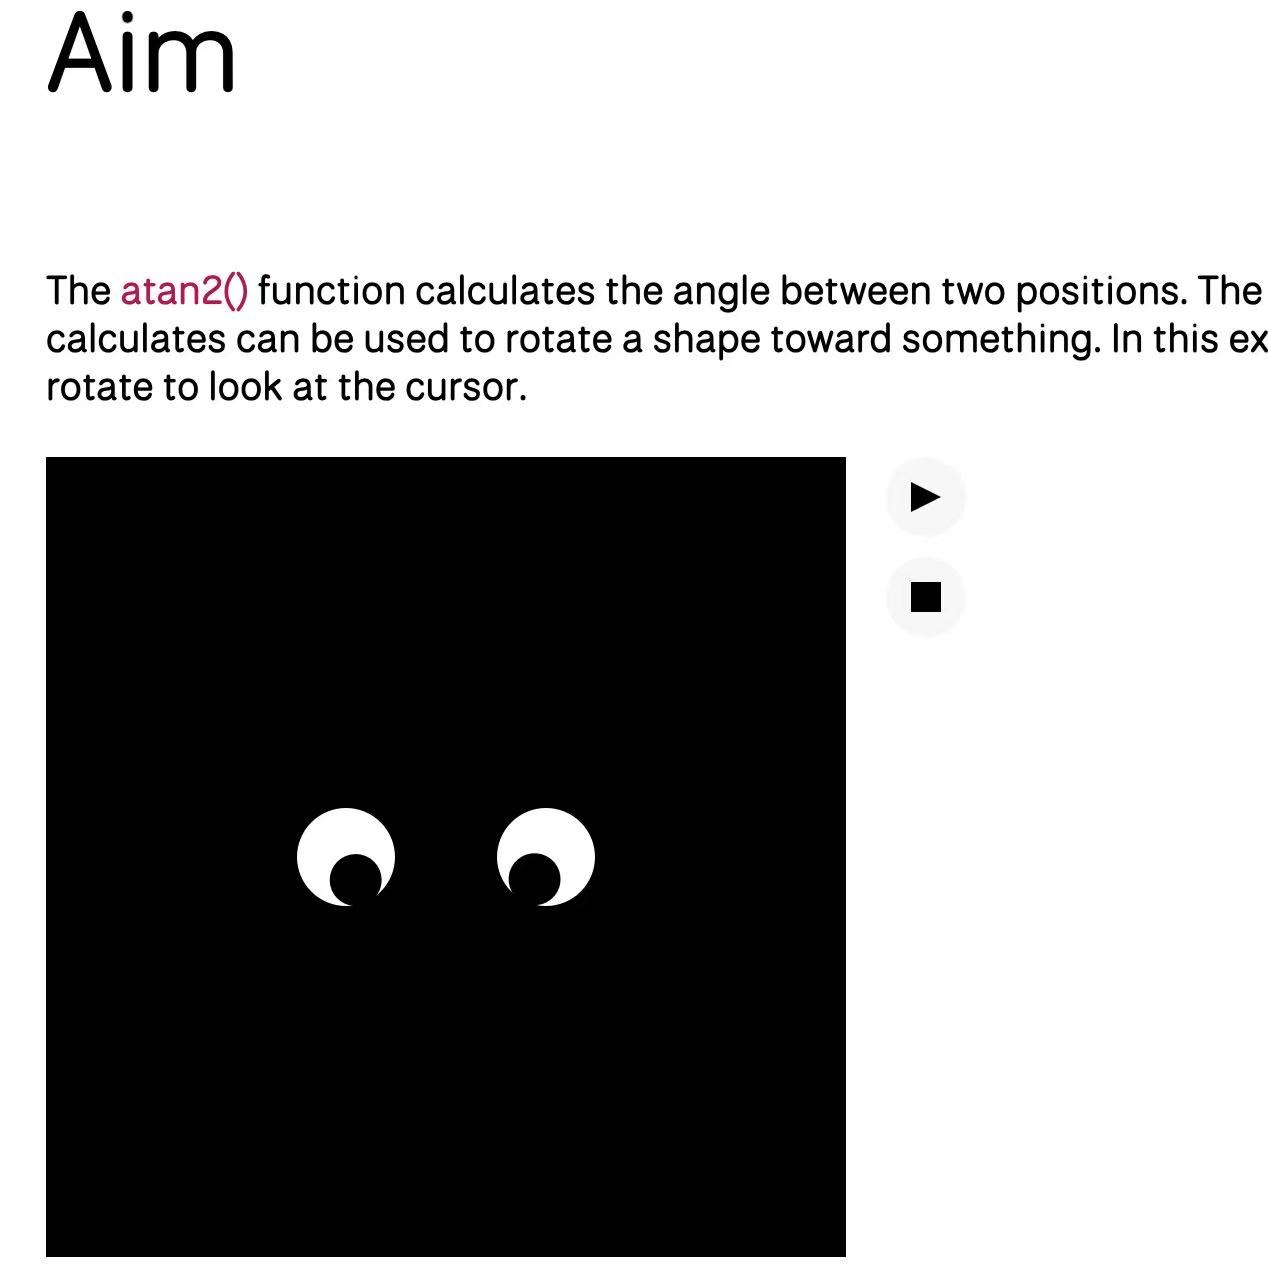 Aim
The atan2() function calculates the angle between two positions. The
calculates can be used to rotate a shape toward something. In this ex
rotate to look at the cursor.